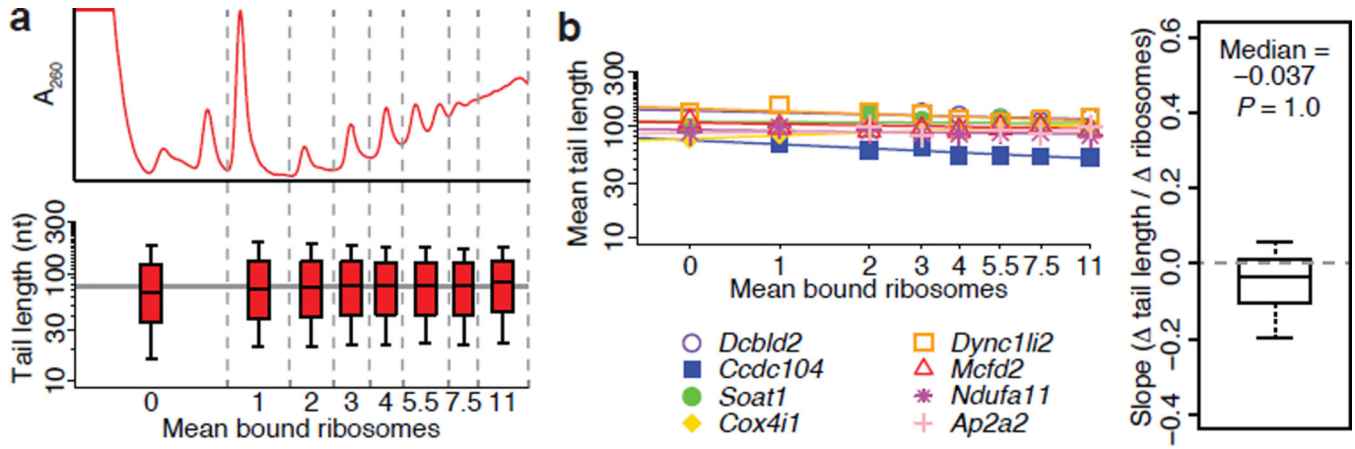 a
A260
Tail length (nt)
300
100
30
10
0 1 2 3 4 5.5 7.5 11
Mean bound ribosomes
b
Mean tail length
300
100
30
10
0 1 2 3 4 5.5 7.5 11
Mean bound ribosomes
Dcbld2
Ccdc104
Soat1
Cox4i1
Dync1li2
Mcfd2
Ndufa11
Ap2a2
Slope (Δ tail length / Δ ribosomes)
0.6
0.4
0.2
0.0
−0.2
−0.4
Median =
−0.037
P = 1.0